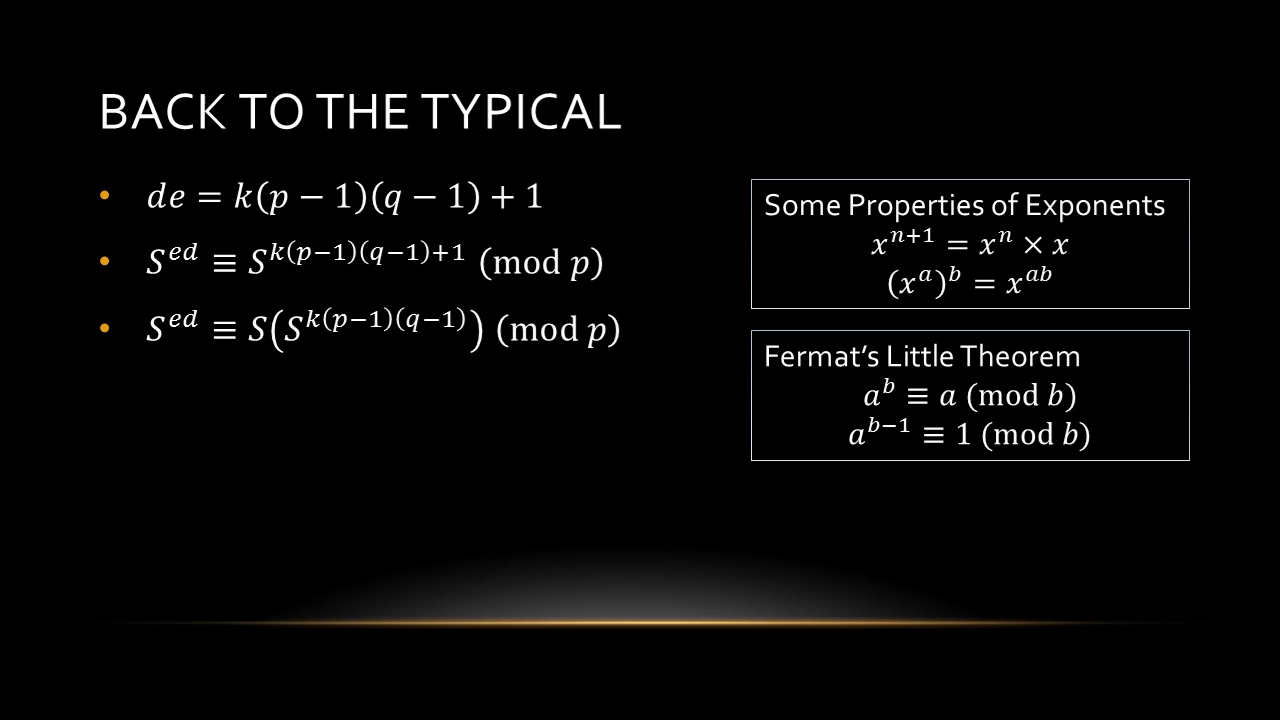 BACK TO THE TYPICAL
• 𝑑𝑒 = 𝑘(𝑝 − 1)(𝑞 − 1) + 1
• 𝑆^{𝑒𝑑} ≡ 𝑆^{𝑘(𝑝−1)(𝑞−1)+1} (mod 𝑝)
• 𝑆^{𝑒𝑑} ≡ 𝑆(𝑆^{𝑘(𝑝−1)(𝑞−1)}) (mod 𝑝)
Some Properties of Exponents
𝑥^{𝑛+1} = 𝑥^𝑛 × 𝑥
(𝑥^𝑎)^𝑏 = 𝑥^{𝑎𝑏}
Fermat’s Little Theorem
𝑎^𝑏 ≡ 𝑎 (mod 𝑏)
𝑎^{𝑏−1} ≡ 1 (mod 𝑏)